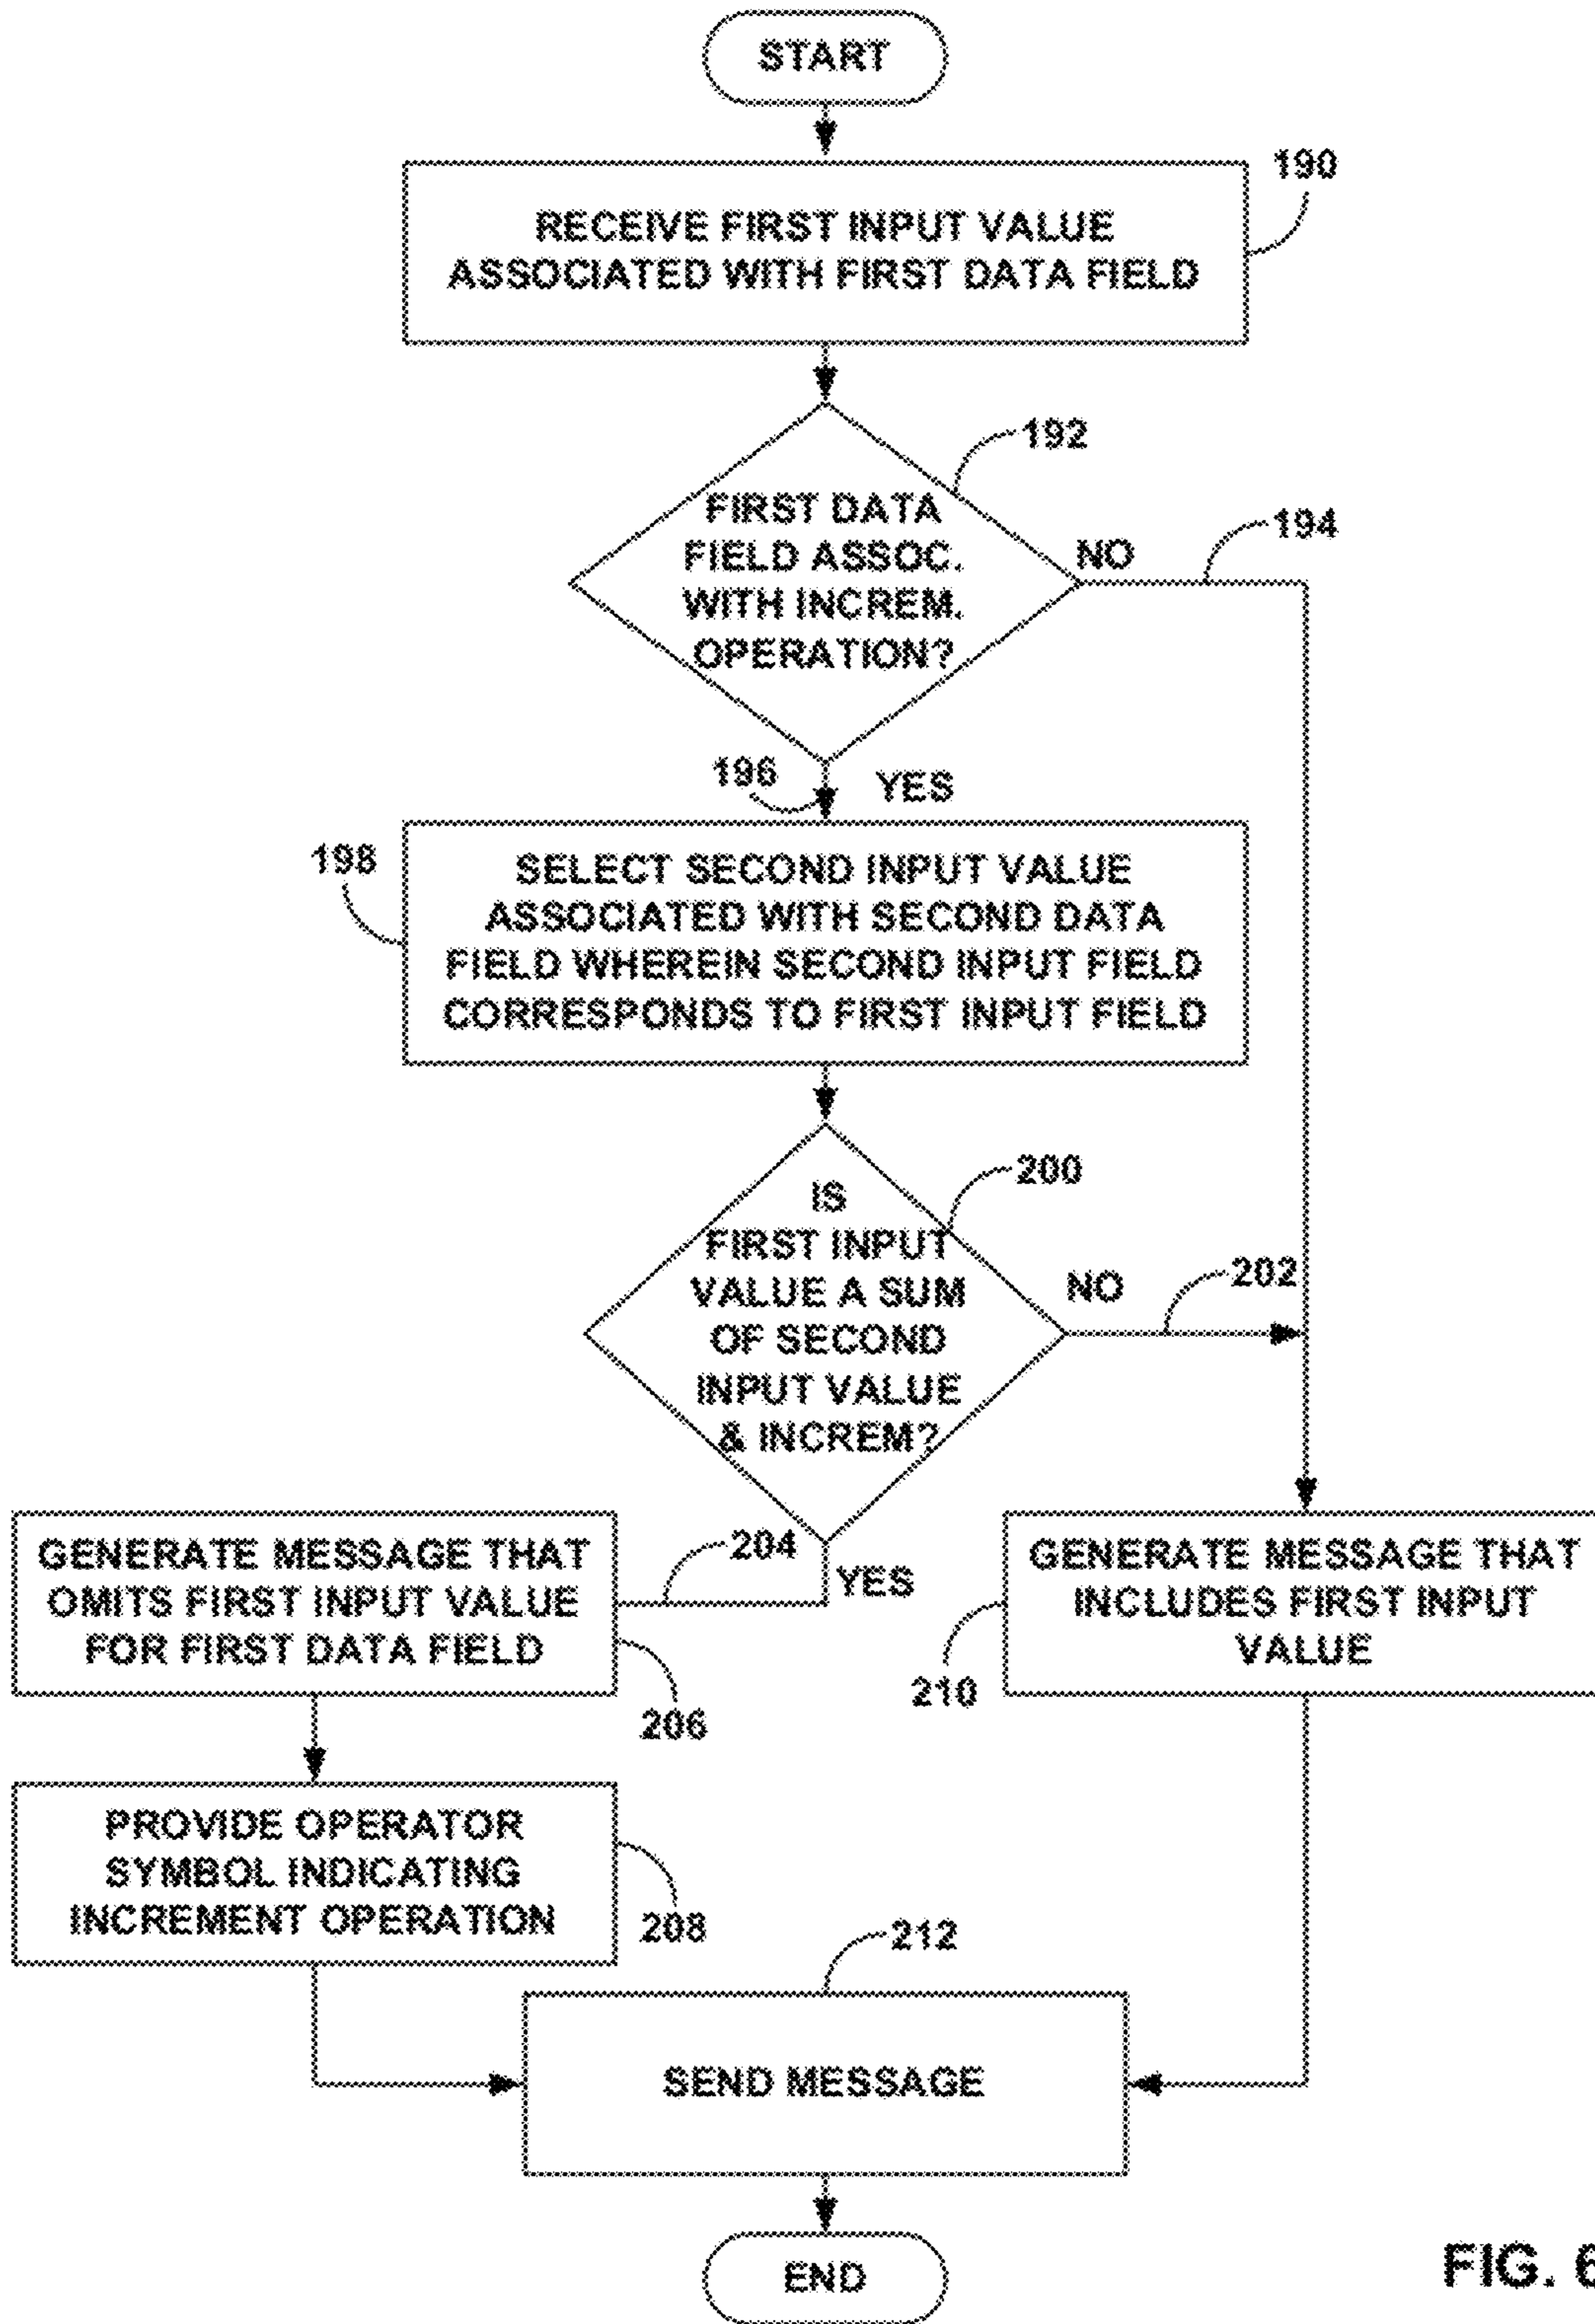 START
190
RECEIVE FIRST INPUT VALUE
ASSOCIATED WITH FIRST DATA FIELD
192
FIRST DATA
FIELD ASSOC.
WITH INCREM.
OPERATION?
NO
194
196
YES
198
SELECT SECOND INPUT VALUE
ASSOCIATED WITH SECOND DATA
FIELD WHEREIN SECOND INPUT FIELD
CORRESPONDS TO FIRST INPUT FIELD
200
IS
FIRST INPUT
VALUE A SUM
OF SECOND
INPUT VALUE
& INCREM?
NO
202
204
YES
GENERATE MESSAGE THAT
OMITS FIRST INPUT VALUE
FOR FIRST DATA FIELD
206
GENERATE MESSAGE THAT
INCLUDES FIRST INPUT
VALUE
210
PROVIDE OPERATOR
SYMBOL INDICATING
INCREMENT OPERATION
208
212
SEND MESSAGE
END
FIG. 6